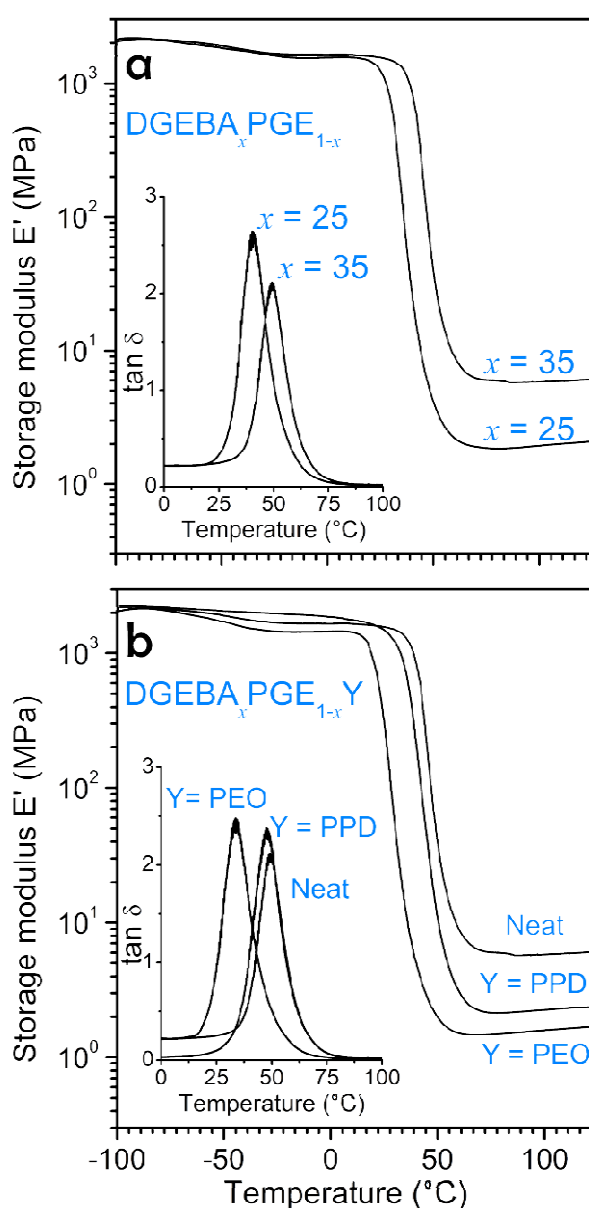 a
DGEBAₓPGE₁₋ₓ
Storage modulus E' (MPa)
10³
10²
10¹
10⁰
3
2
1
0
tan δ
x = 25
x = 35
0 25 50 75 100
Temperature (°C)
x = 35
x = 25
b
DGEBAₓPGE₁₋ₓY
Storage modulus E' (MPa)
10³
10²
10¹
10⁰
3
2
1
0
tan δ
Y= PEO
Y = PPD
Neat
0 25 50 75 100
Temperature (°C)
Neat
Y = PPD
Y = PEO
-100 -50 0 50 100
Temperature (°C)